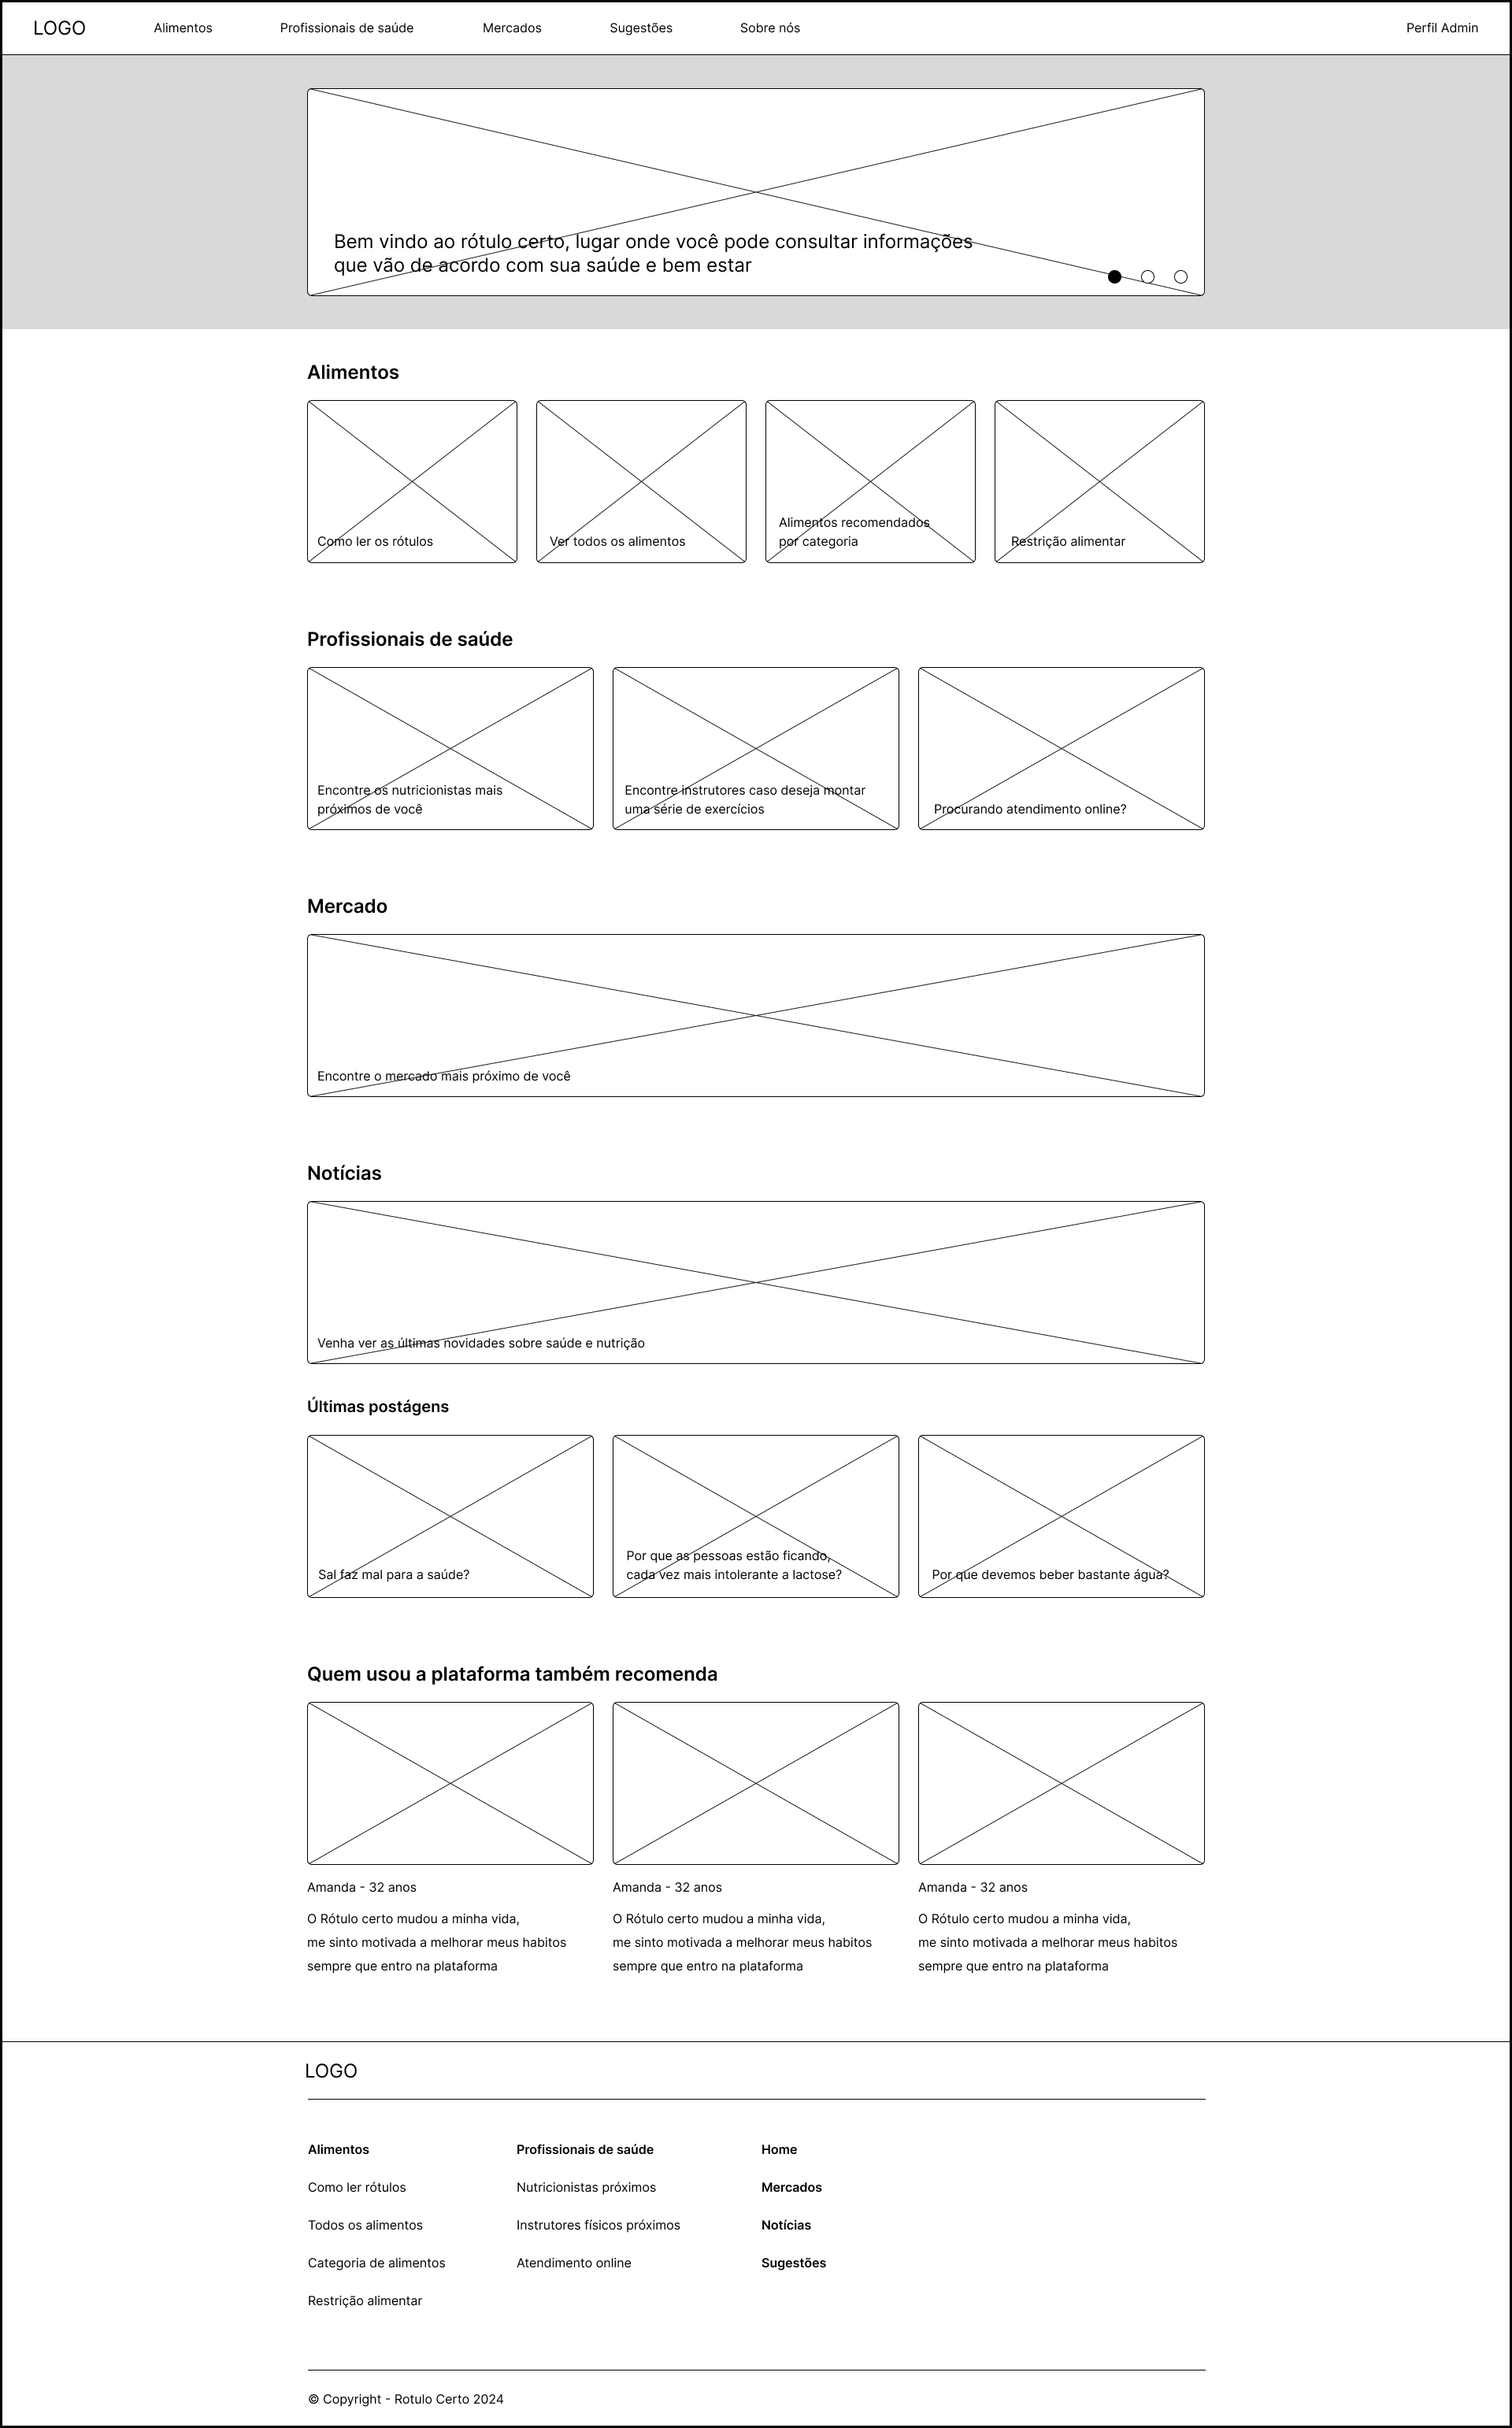 LOGO
Alimentos
Profissionais de saúde
Mercados
Sugestões
Sobre nós
Perfil Admin
Bem vindo ao rótulo certo, lugar onde você pode consultar informações
que vão de acordo com sua saúde e bem estar
Alimentos
Como ler os rótulos
Ver todos os alimentos
Alimentos recomendados
por categoria
Restrição alimentar
Profissionais de saúde
Encontre os nutricionistas mais
próximos de você
Encontre instrutores caso deseja montar
uma série de exercícios
Procurando atendimento online?
Mercado
Encontre o mercado mais próximo de você
Notícias
Venha ver as últimas novidades sobre saúde e nutrição
Últimas postágens
Sal faz mal para a saúde?
Por que as pessoas estão ficando,
cada vez mais intolerante a lactose?
Por que devemos beber bastante água?
Quem usou a plataforma também recomenda
Amanda - 32 anos
O Rótulo certo mudou a minha vida,
me sinto motivada a melhorar meus habitos
sempre que entro na plataforma
Amanda - 32 anos
O Rótulo certo mudou a minha vida,
me sinto motivada a melhorar meus habitos
sempre que entro na plataforma
Amanda - 32 anos
O Rótulo certo mudou a minha vida,
me sinto motivada a melhorar meus habitos
sempre que entro na plataforma
LOGO
Alimentos
Como ler rótulos
Todos os alimentos
Categoria de alimentos
Restrição alimentar
Profissionais de saúde
Nutricionistas próximos
Instrutores físicos próximos
Atendimento online
Home
Mercados
Notícias
Sugestões
© Copyright - Rotulo Certo 2024